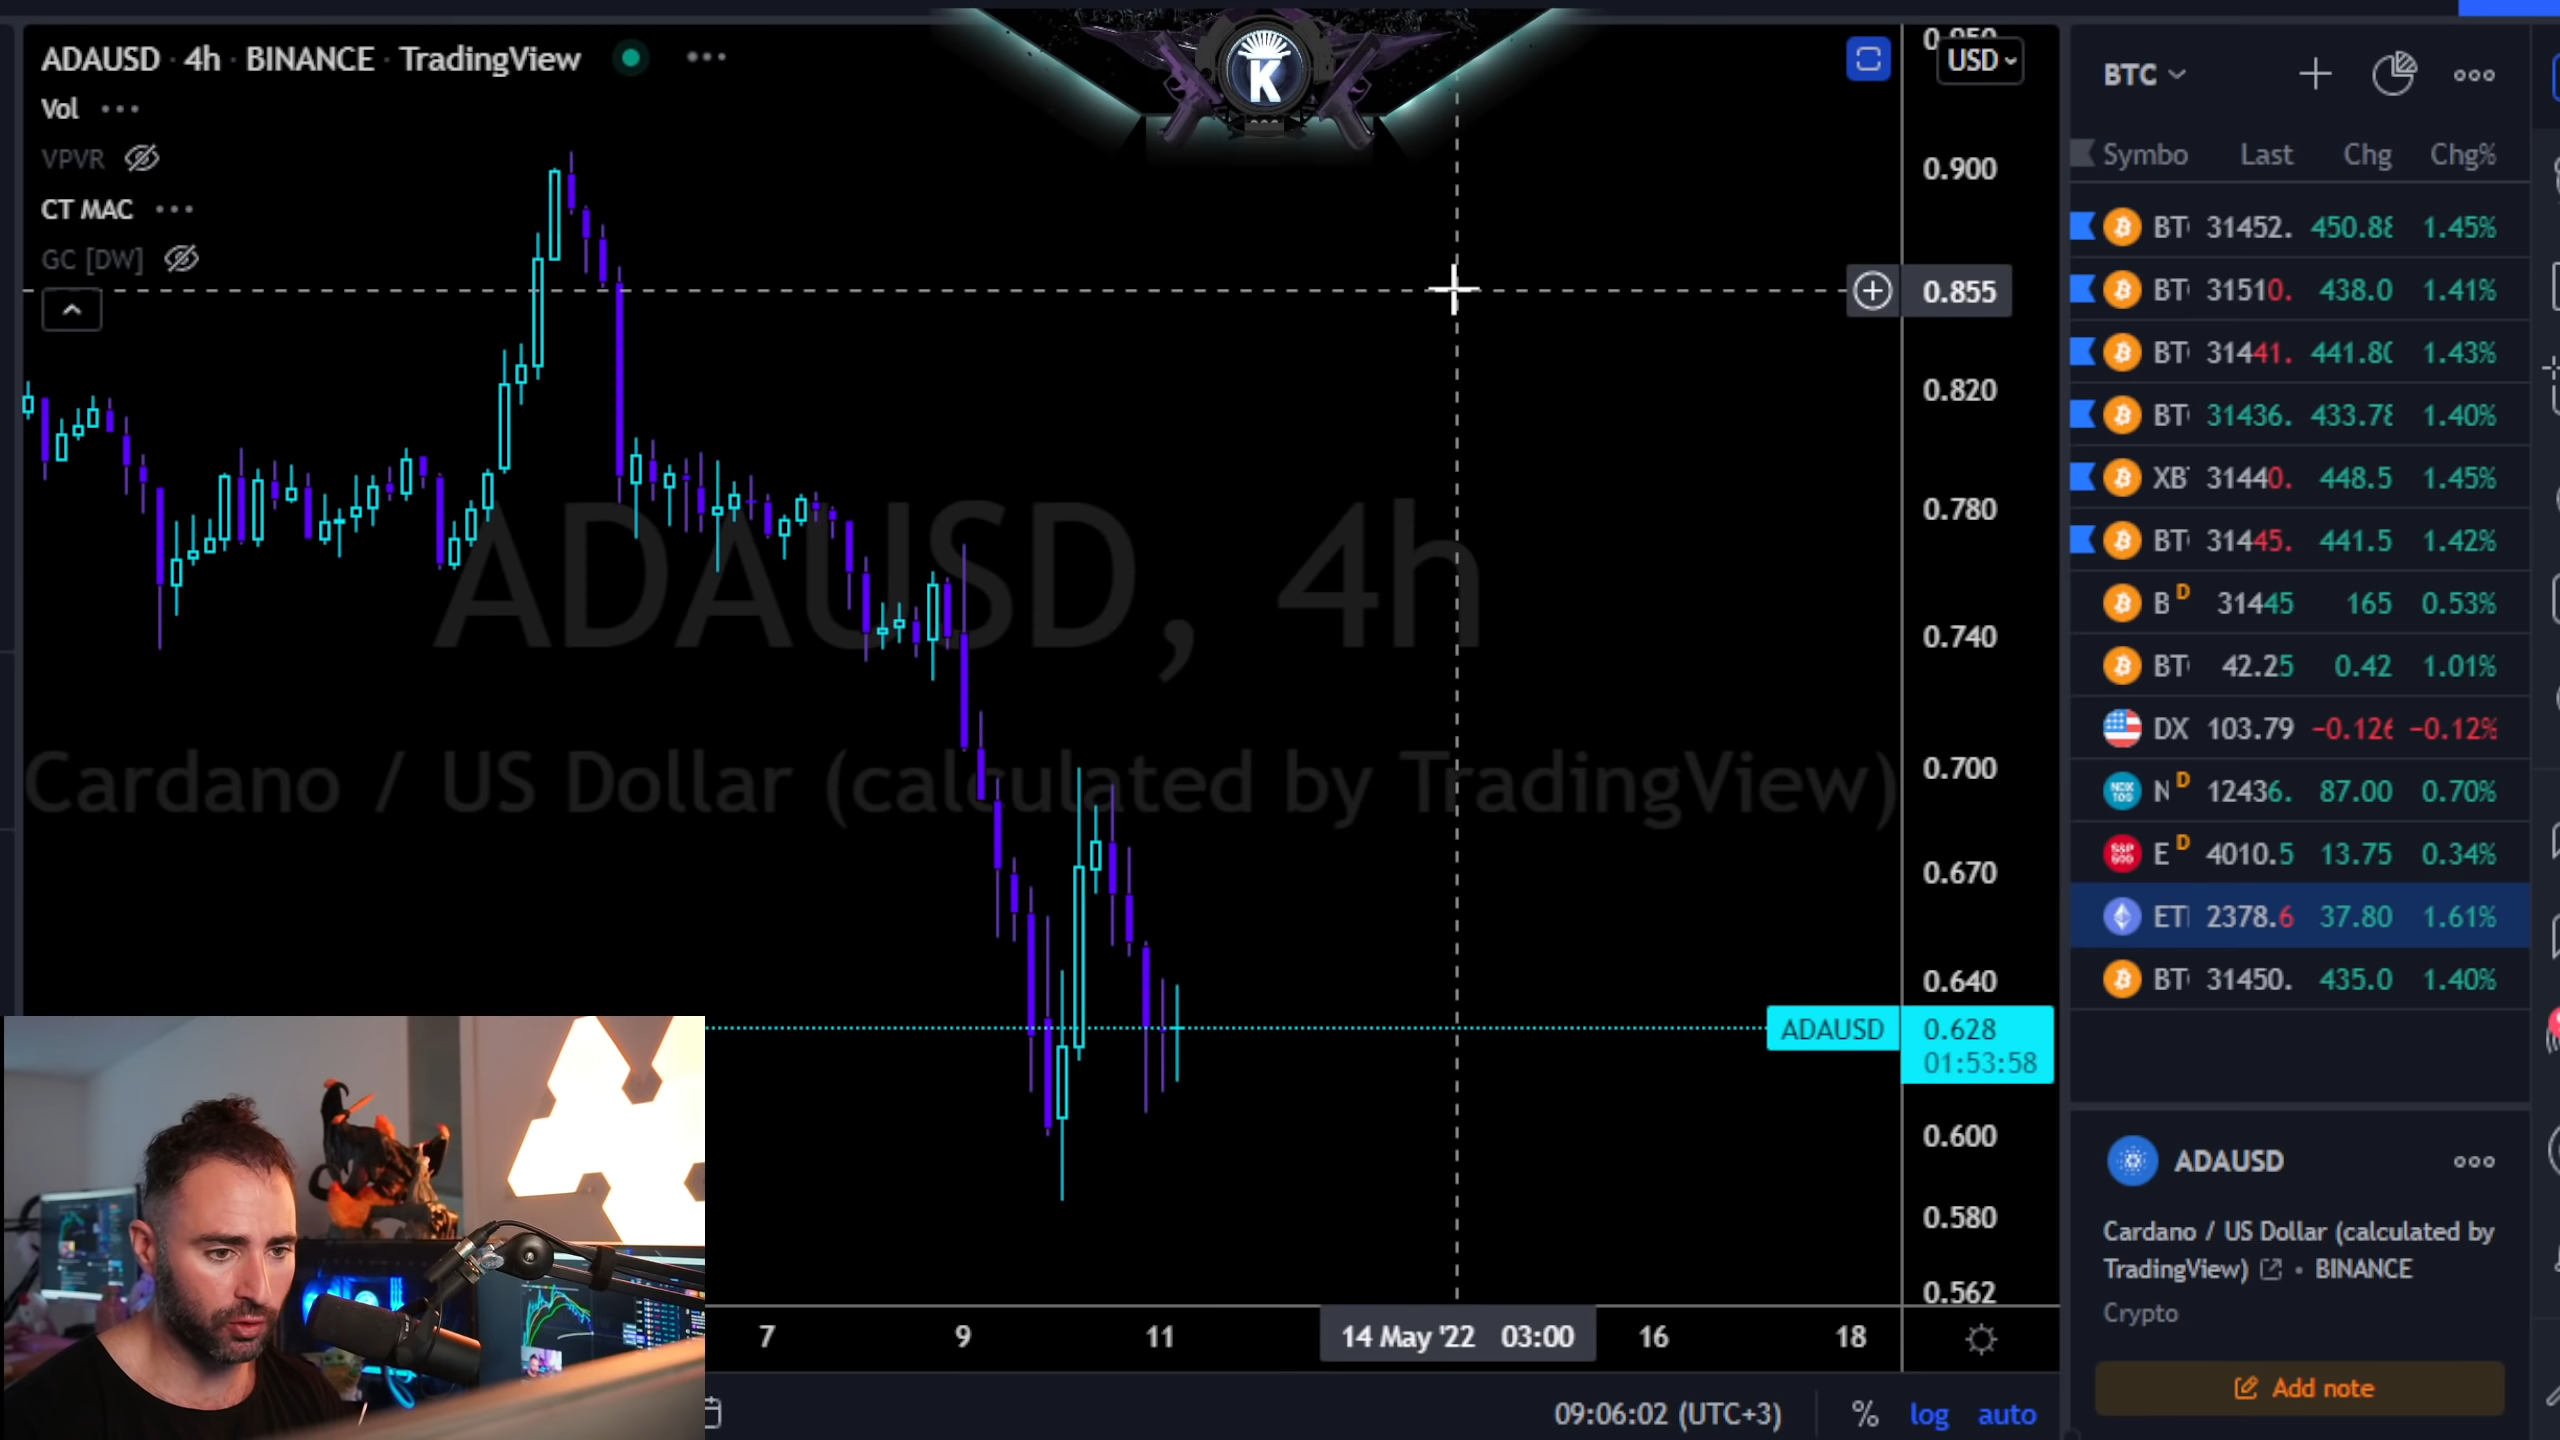 ADAUSD · 4h · BINANCE · TradingView
Vol
VPVR
CT MAC
GC [DW]
K
USD
0.900
0.855
0.820
0.780
0.740
0.700
0.670
0.640
ADAUSD 0.628
01:53:58
0.600
0.580
0.562
ADAUSD, 4h
Cardano / US Dollar (calculated by TradingView)
7 9 11 14 May '22 03:00 16 18
09:06:02 (UTC+3) % log auto
BTC
Symbo Last Chg Chg%
BT 31452. 450.88 1.45%
BT 31510. 438.0 1.41%
BT 31441. 441.80 1.43%
BT 31436. 433.78 1.40%
XB 31440. 448.5 1.45%
BT 31445. 441.5 1.42%
B D 31445 165 0.53%
BT 42.25 0.42 1.01%
DX 103.79 −0.126 −0.12%
N D 12436. 87.00 0.70%
E D 4010.5 13.75 0.34%
ET 2378.6 37.80 1.61%
BT 31450. 435.0 1.40%
ADAUSD
Cardano / US Dollar (calculated by
TradingView) • BINANCE
Crypto
Add note